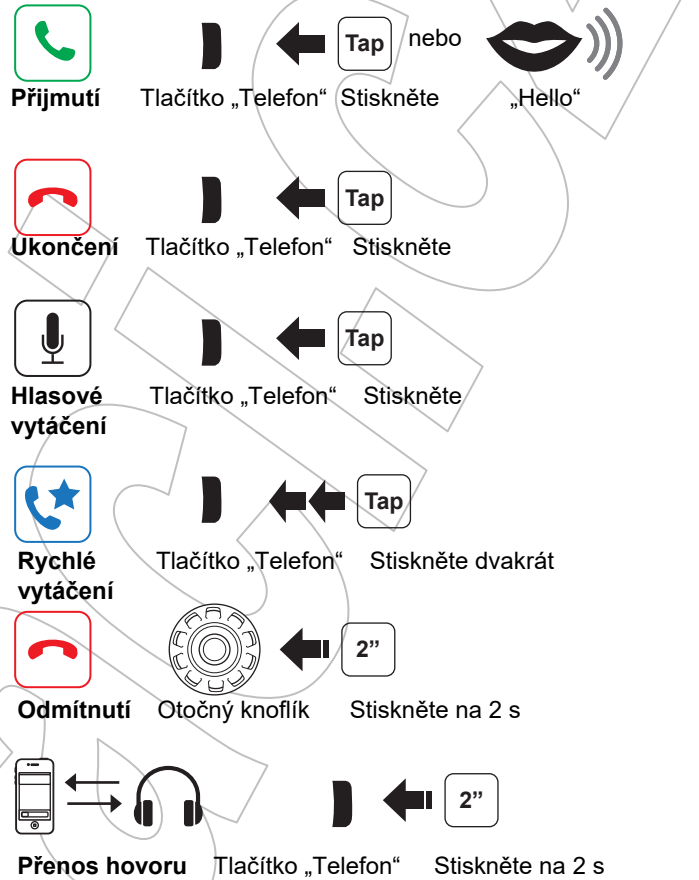 Tap nebo
Přijmutí Tlačítko „Telefon“ Stiskněte „Hello“
Tap
Ukončení Tlačítko „Telefon“ Stiskněte
Tap
Hlasové Tlačítko „Telefon“ Stiskněte
vytáčení
Tap
Rychlé Tlačítko „Telefon“ Stiskněte dvakrát
vytáčení
2”
Odmítnutí Otočný knoflík Stiskněte na 2 s
2”
Přenos hovoru Tlačítko „Telefon“ Stiskněte na 2 s